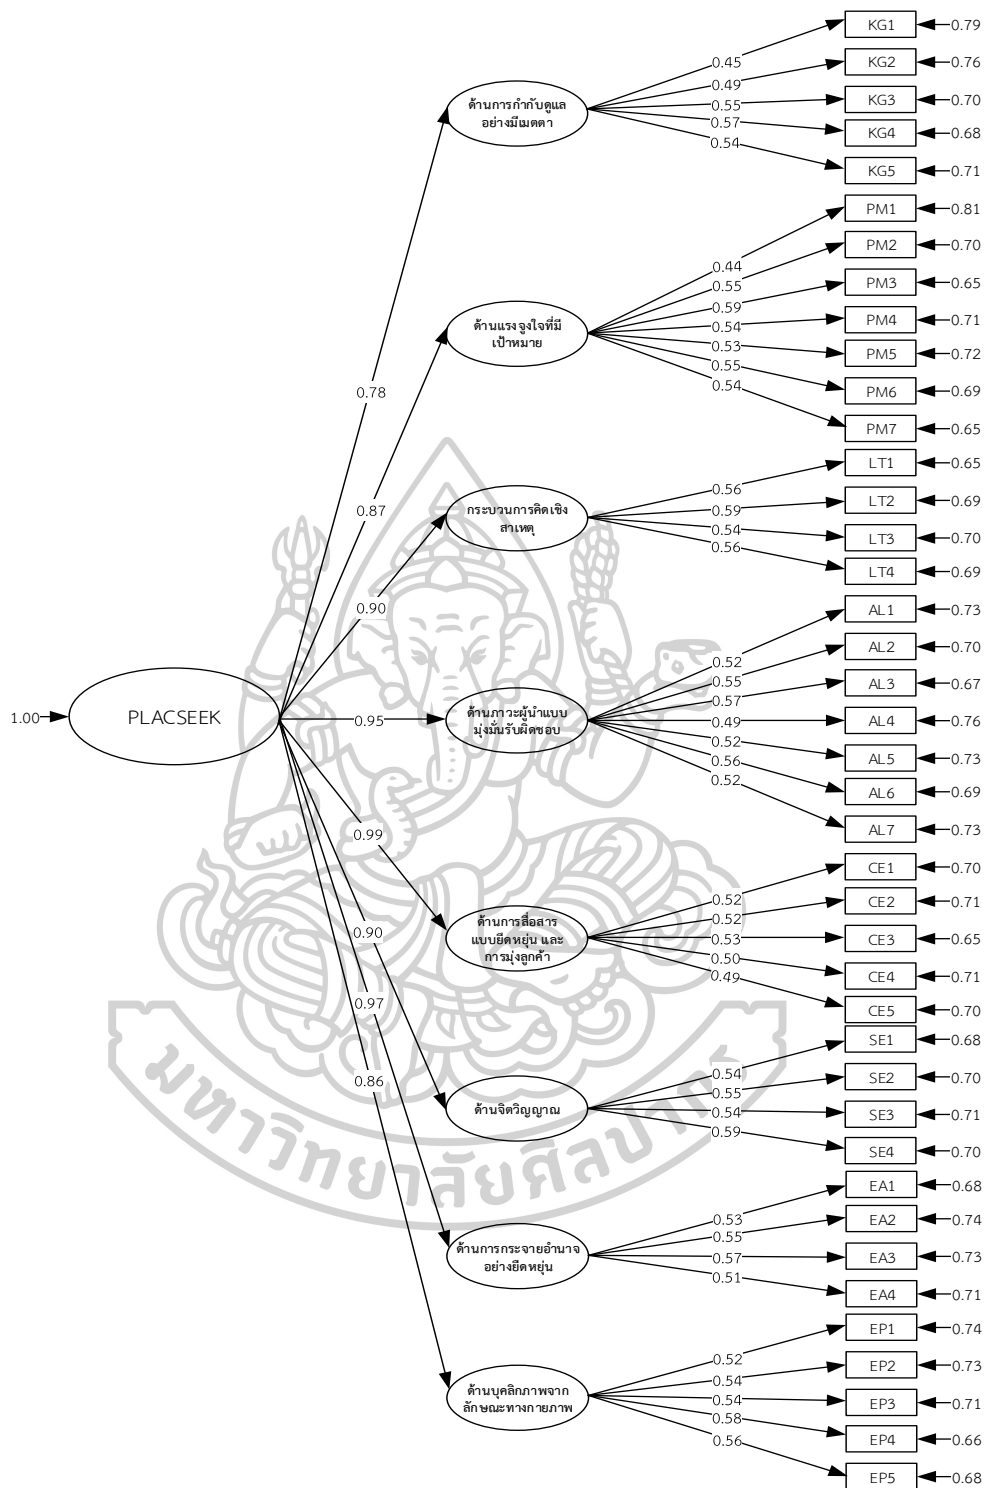 KG1
0.79
0.45
KG2
0.76
0.49
ด้านการกำกับดูแล
อย่างมีเมตตา
0.55
KG3
0.70
0.57
KG4
0.68
0.54
KG5
0.71
PM1
0.81
0.44
PM2
0.70
0.55
PM3
0.65
0.59
ด้านแรงจูงใจที่มี
เป้าหมาย
0.54
PM4
0.71
0.53
PM5
0.72
0.55
PM6
0.69
0.54
PM7
0.65
0.78
LT1
0.65
0.56
0.87
กระบวนการคิดเชิง
สาเหตุ
0.59
LT2
0.69
0.54
LT3
0.70
0.56
LT4
0.69
0.90
AL1
0.73
0.52
AL2
0.70
0.55
AL3
0.67
0.57
1.00
PLACSEEK
0.95
ด้านภาวะผู้นำแบบ
มุ่งมั่นรับผิดชอบ
0.49
AL4
0.76
0.52
AL5
0.73
0.56
AL6
0.69
0.52
AL7
0.73
0.99
CE1
0.70
0.52
CE2
0.71
0.52
0.90
ด้านการสื่อสาร
แบบยืดหยุ่น และ
การมุ่งลูกค้า
0.53
CE3
0.65
0.50
CE4
0.71
0.49
CE5
0.70
0.97
SE1
0.68
0.54
0.86
SE2
0.70
0.55
ด้านจิตวิญญาณ
0.54
SE3
0.71
0.59
SE4
0.70
มหาวิทยาลัยศิลปากร
EA1
0.68
0.53
EA2
0.74
0.55
ด้านการกระจายอำนาจ
อย่างยืดหยุ่น
0.57
EA3
0.73
0.51
EA4
0.71
EP1
0.74
0.52
EP2
0.73
0.54
ด้านบุคลิกภาพจาก
ลักษณะทางกายภาพ
0.54
EP3
0.71
0.58
EP4
0.66
0.56
EP5
0.68